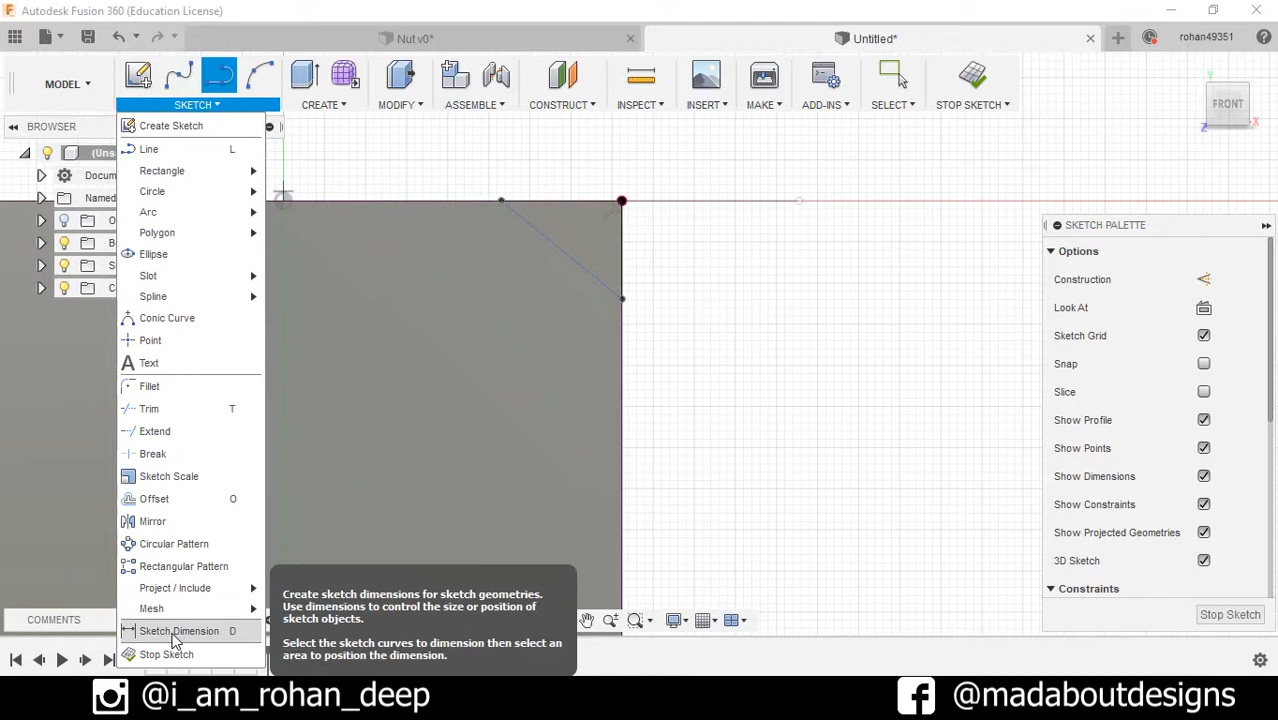 Autodesk Fusion 360 (Education License)
Nut v0*
Untitled*
rohan49351
MODEL
SKETCH
CREATE
MODIFY
ASSEMBLE
CONSTRUCT
INSPECT
INSERT
MAKE
ADD-INS
SELECT
STOP SKETCH
BROWSER
(Uns
Docum
Named
O
B
S
C
Create Sketch
Line L
Rectangle
Circle
Arc
Polygon
Ellipse
Slot
Spline
Conic Curve
Point
Text
Fillet
Trim T
Extend
Break
Sketch Scale
Offset O
Mirror
Circular Pattern
Rectangular Pattern
Project / Include
Mesh
Sketch Dimension D
Stop Sketch
Create sketch dimensions for sketch geometries.
Use dimensions to control the size or position of
sketch objects.
Select the sketch curves to dimension then select an
area to position the dimension.
Y
FRONT
Z
X
SKETCH PALETTE
Options
Construction
Look At
Sketch Grid
Snap
Slice
Show Profile
Show Points
Show Dimensions
Show Constraints
Show Projected Geometries
3D Sketch
Constraints
Stop Sketch
COMMENTS
@i_am_rohan_deep
@madaboutdesigns